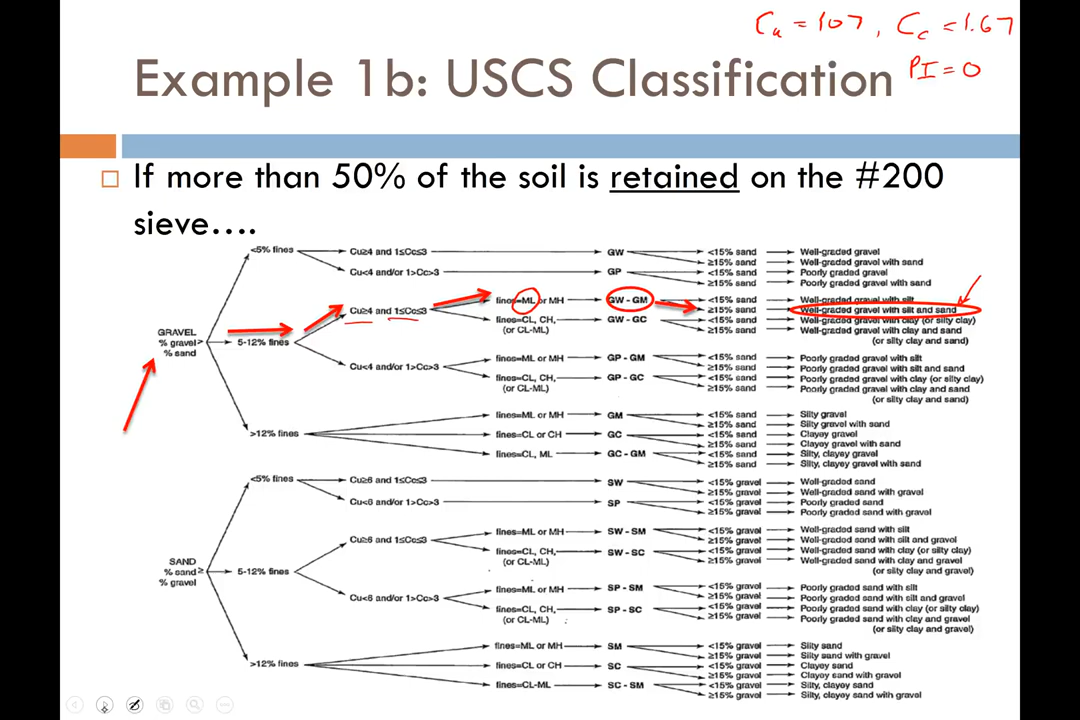 Cu = 107, Cc = 1.67
PI = 0
Example 1b: USCS Classification
If more than 50% of the soil is retained on the #200
sieve....
<5% fines
Cu≥4 and 1≤Cc≤3
GW
<15% sand
Well-graded gravel
≥15% sand
Well-graded gravel with sand
Cu<4 and/or 1>Cc>3
GP
<15% sand
Poorly graded gravel
≥15% sand
Poorly graded gravel with sand
GRAVEL
% gravel>
% sand
5-12% fines
Cu≥4 and 1≤Cc≤3
fines=ML or MH
GW - GM
<15% sand
Well-graded gravel with silt
≥15% sand
Well-graded gravel with silt and sand
fines=CL, CH,
(or CL-ML)
GW - GC
<15% sand
Well-graded gravel with clay (or silty clay)
≥15% sand
Well-graded gravel with clay and sand
(or silty clay and sand)
Cu<4 and/or 1>Cc>3
fines=ML or MH
GP - GM
<15% sand
Poorly graded gravel with silt
≥15% sand
Poorly graded gravel with silt and sand
fines=CL, CH,
(or CL-ML)
GP - GC
<15% sand
Poorly graded gravel with clay (or silty clay)
≥15% sand
Poorly graded gravel with clay and sand
(or silty clay and sand)
>12% fines
fines=ML or MH
GM
<15% sand
Silty gravel
≥15% sand
Silty gravel with sand
fines=CL or CH
GC
<15% sand
Clayey gravel
≥15% sand
Clayey gravel with sand
fines=CL, ML
GC - GM
<15% sand
Silty, clayey gravel
≥15% sand
Silty, clayey gravel with sand
<5% fines
Cu≥6 and 1≤Cc≤3
SW
<15% gravel
Well-graded sand
≥15% gravel
Well-graded sand with gravel
Cu<6 and/or 1>Cc>3
SP
<15% gravel
Poorly graded sand
≥15% gravel
Poorly graded sand with gravel
SAND
% sand≥
% gravel
5-12% fines
Cu≥6 and 1≤Cc≤3
fines=ML or MH
SW - SM
<15% gravel
Well-graded sand with silt
≥15% gravel
Well-graded sand with silt and gravel
fines=CL, CH,
(or CL-ML)
SW - SC
<15% gravel
Well-graded sand with clay (or silty clay)
≥15% gravel
Well-graded sand with clay and gravel
(or silty clay and gravel)
Cu<6 and/or 1>Cc>3
fines=ML or MH
SP - SM
<15% gravel
Poorly graded sand with silt
≥15% gravel
Poorly graded sand with silt and gravel
fines=CL, CH,
(or CL-ML)
SP - SC
<15% gravel
Poorly graded sand with clay (or silty clay)
≥15% gravel
Poorly graded sand with clay and gravel
(or silty clay and gravel)
>12% fines
fines=ML or MH
SM
<15% gravel
Silty sand
≥15% gravel
Silty sand with gravel
fines=CL or CH
SC
<15% gravel
Clayey sand
≥15% gravel
Clayey sand with gravel
fines=CL-ML
SC - SM
<15% gravel
Silty, clayey sand
≥15% gravel
Silty, clayey sand with gravel